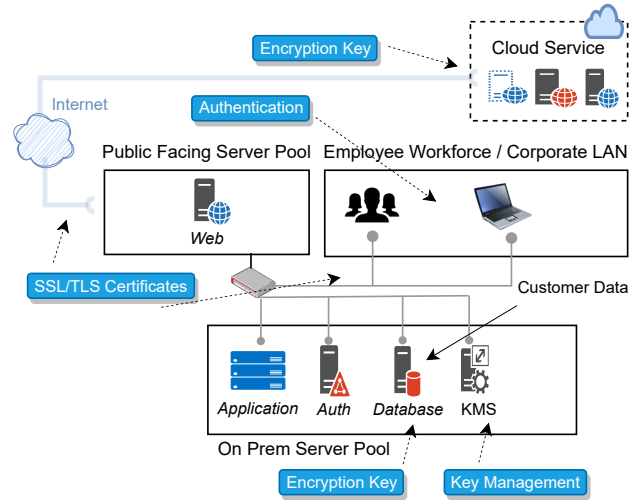 Encryption Key
Cloud Service
Internet
Authentication
Public Facing Server Pool
Employee Workforce / Corporate LAN
Web
SSL/TLS Certificates
Customer Data
Application
Auth
Database
KMS
On Prem Server Pool
Encryption Key
Key Management